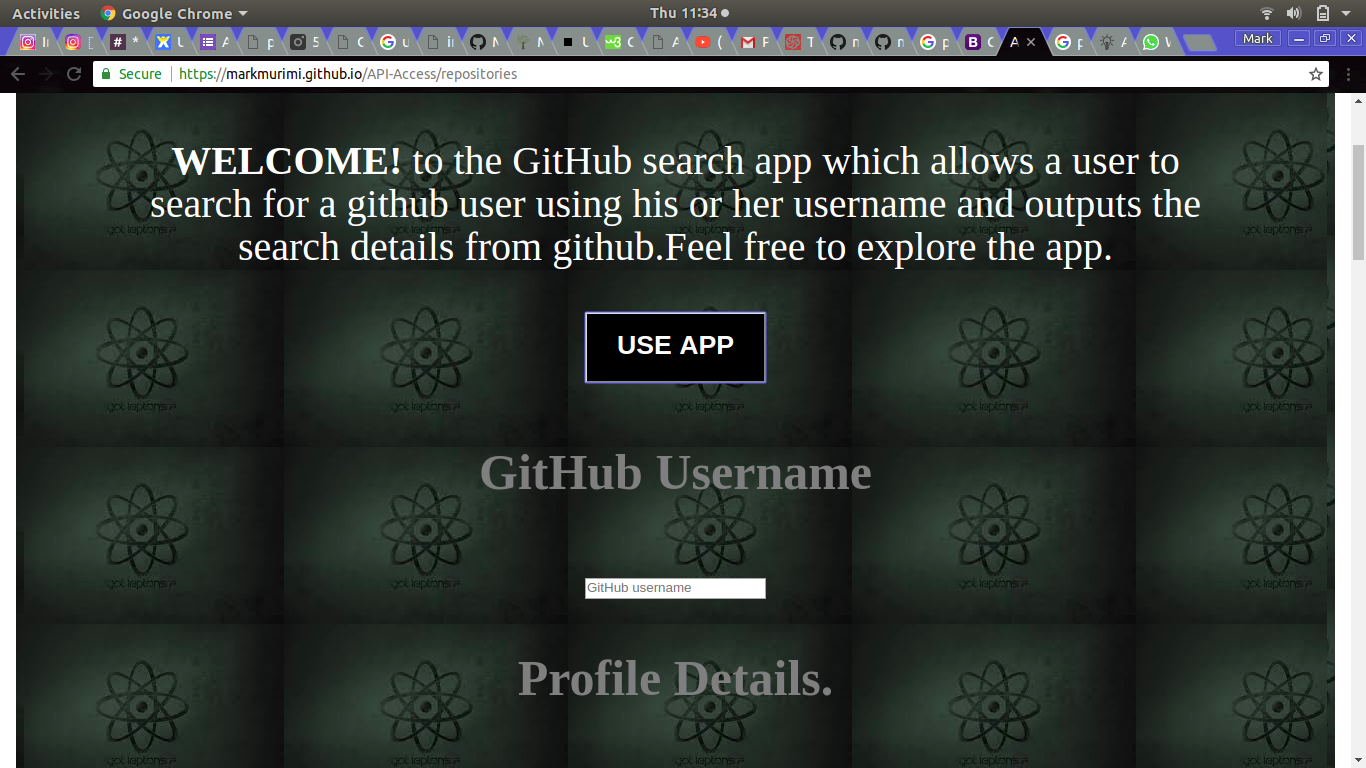 Activities Google Chrome Thu 11:34
Mark
Secure https://markmurimi.github.io/API-Access/repositories
WELCOME! to the GitHub search app which allows a user to
search for a github user using his or her username and outputs the
search details from github.Feel free to explore the app.
USE APP
GitHub Username
GitHub username
Profile Details.